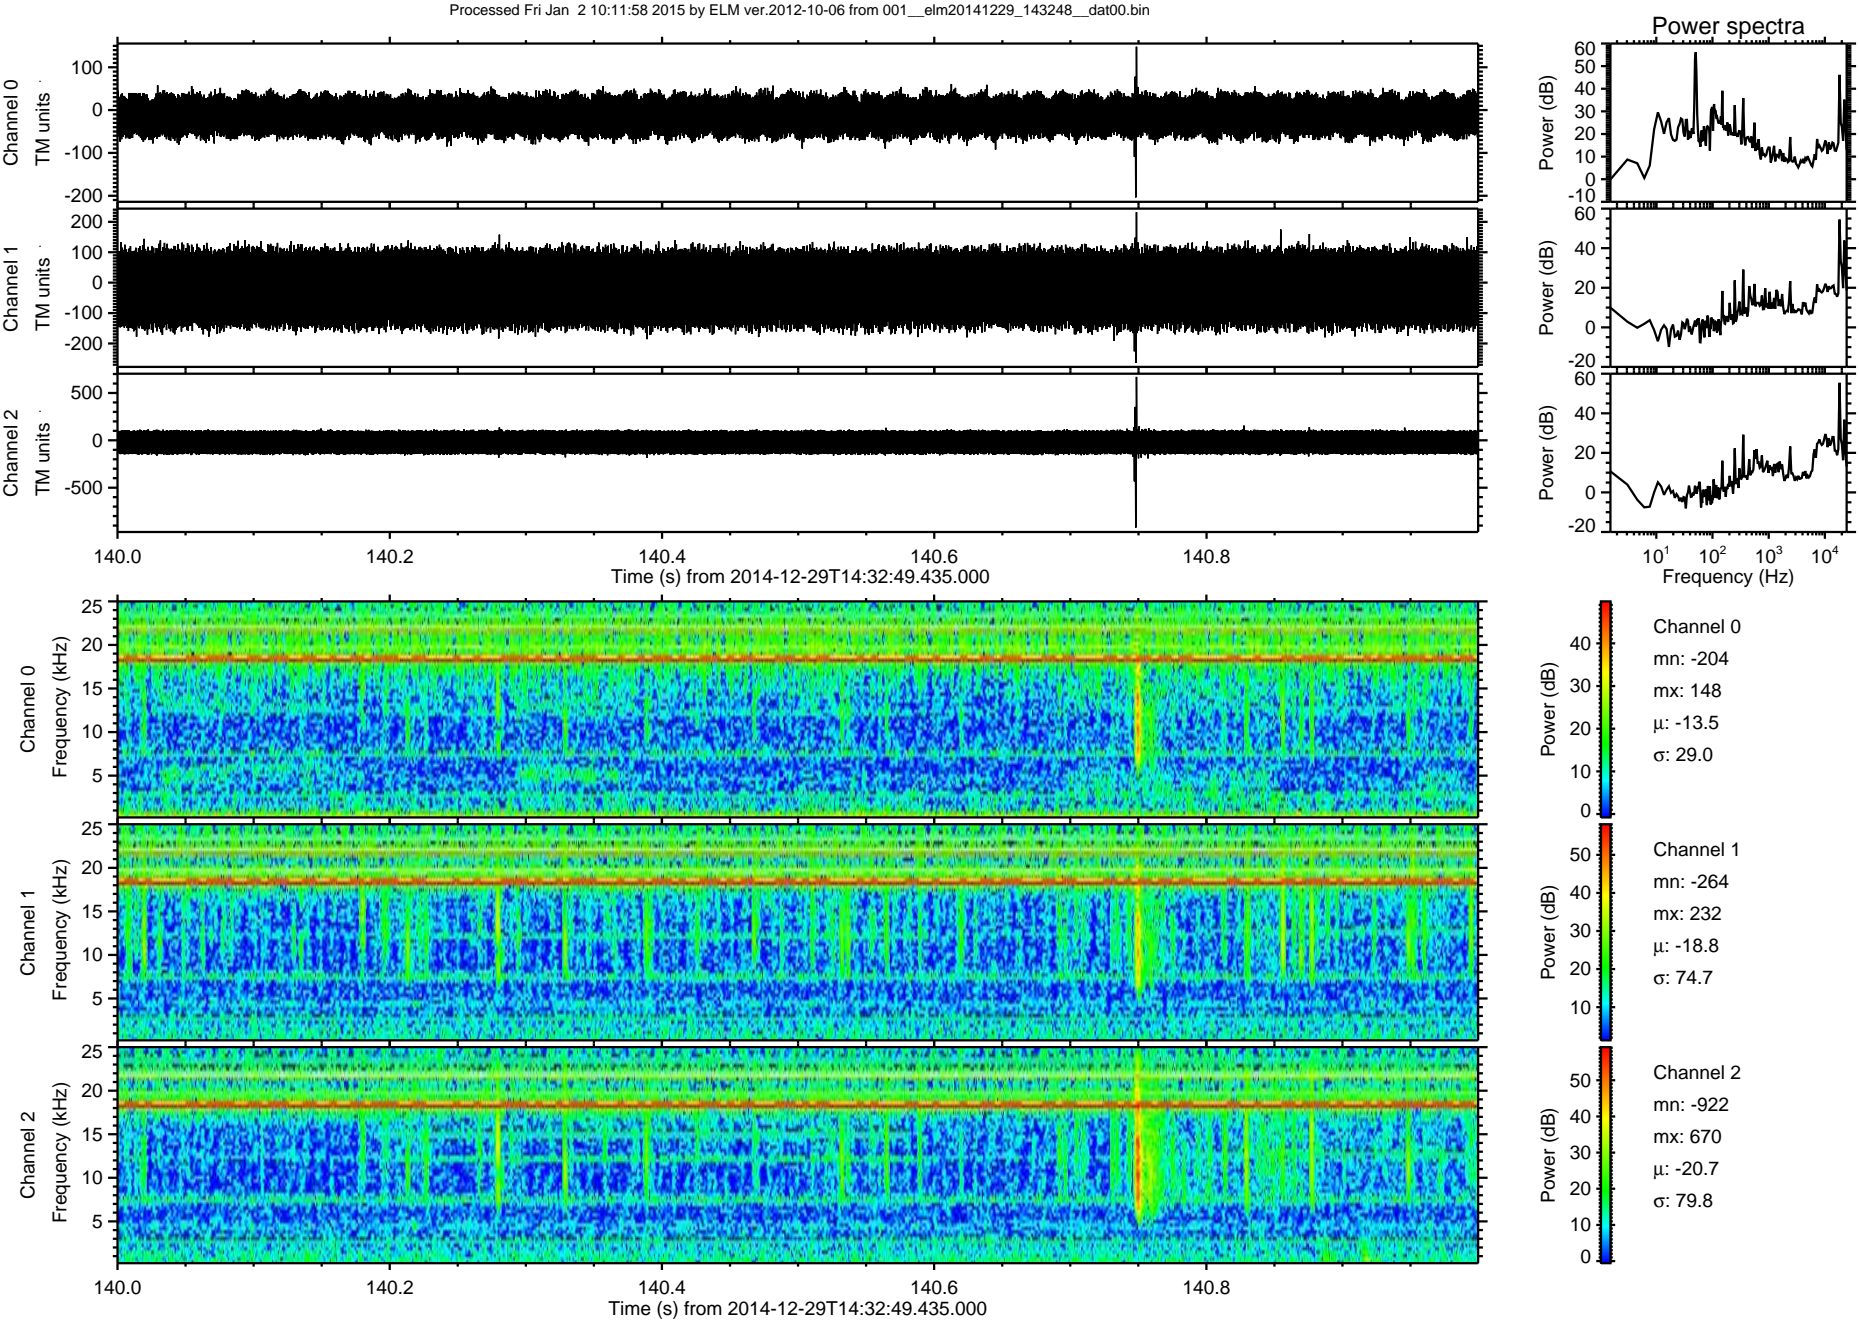 Processed Fri Jan  2 10:11:58 2015 by ELM ver.2012-10-06 from 001__elm20141229_143248__dat00.bin
Power spectra
Channel 0
TM units
100
0
-100
-200
Power (dB)
60
50
40
30
20
10
0
-10
Channel 1
TM units
200
100
0
-100
-200
Power (dB)
60
40
20
0
-20
Channel 2
TM units
500
0
-500
Power (dB)
60
40
20
0
-20
140.0 140.2 140.4 140.6 140.8
Time (s) from 2014-12-29T14:32:49.435.000
10^1 10^2 10^3 10^4
Frequency (Hz)
Channel 0
Frequency (kHz)
25
20
15
10
5
Power (dB)
40
30
20
10
0
Channel 0
mn: -204
mx: 148
μ: -13.5
σ: 29.0
Channel 1
Frequency (kHz)
25
20
15
10
5
Power (dB)
50
40
30
20
10
Channel 1
mn: -264
mx: 232
μ: -18.8
σ: 74.7
Channel 2
Frequency (kHz)
25
20
15
10
5
Power (dB)
50
40
30
20
10
0
Channel 2
mn: -922
mx: 670
μ: -20.7
σ: 79.8
140.0 140.2 140.4 140.6 140.8
Time (s) from 2014-12-29T14:32:49.435.000